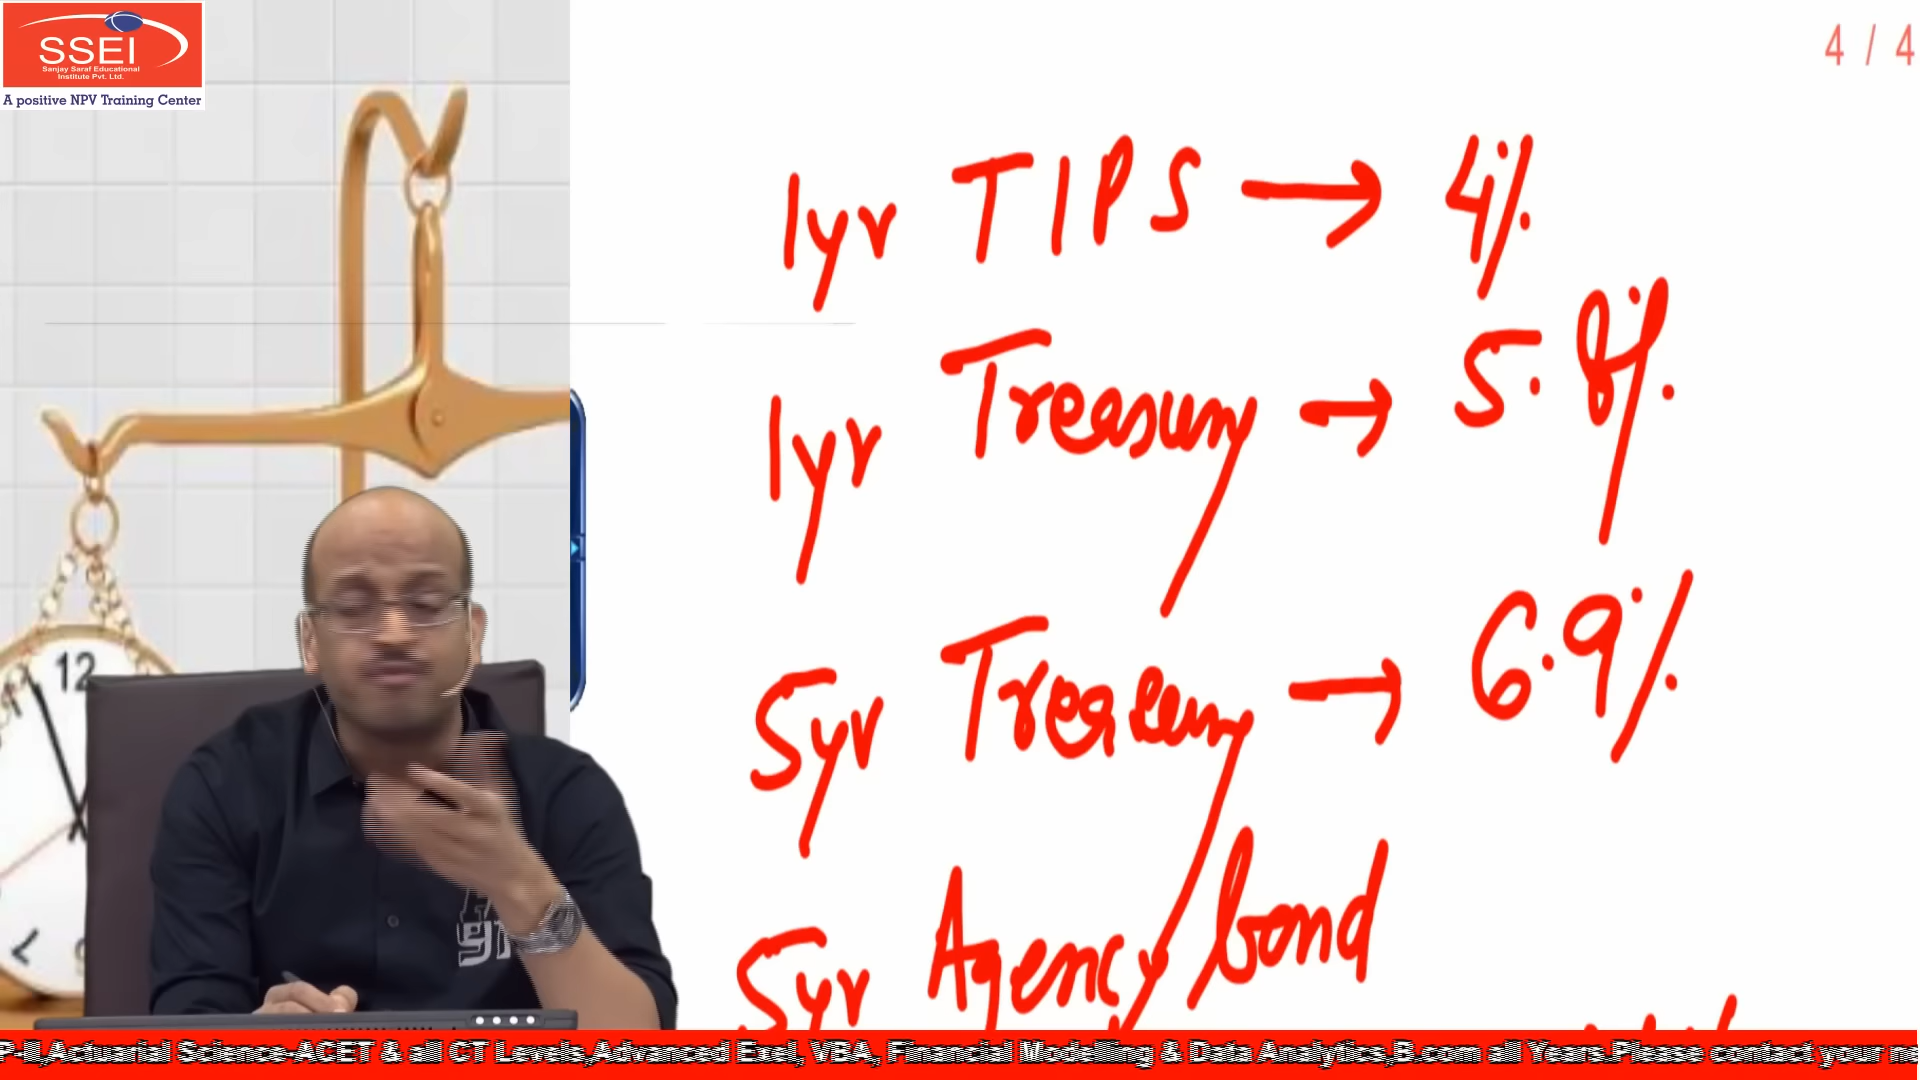 SSEI
Sanjay Saraf Educational
Institute Pvt. Ltd.
A positive NPV Training Center
4 / 4
1yr TIPS → 4%
1yr Treasury → 5.8%
5yr Treasury → 6.9%
5yr Agency bond
12
P-II,Actuarial Science-ACET & all CT Levels,Advanced Exel, VBA, Financial Modelling & Data Analytics,B.com all Years.Please contact your